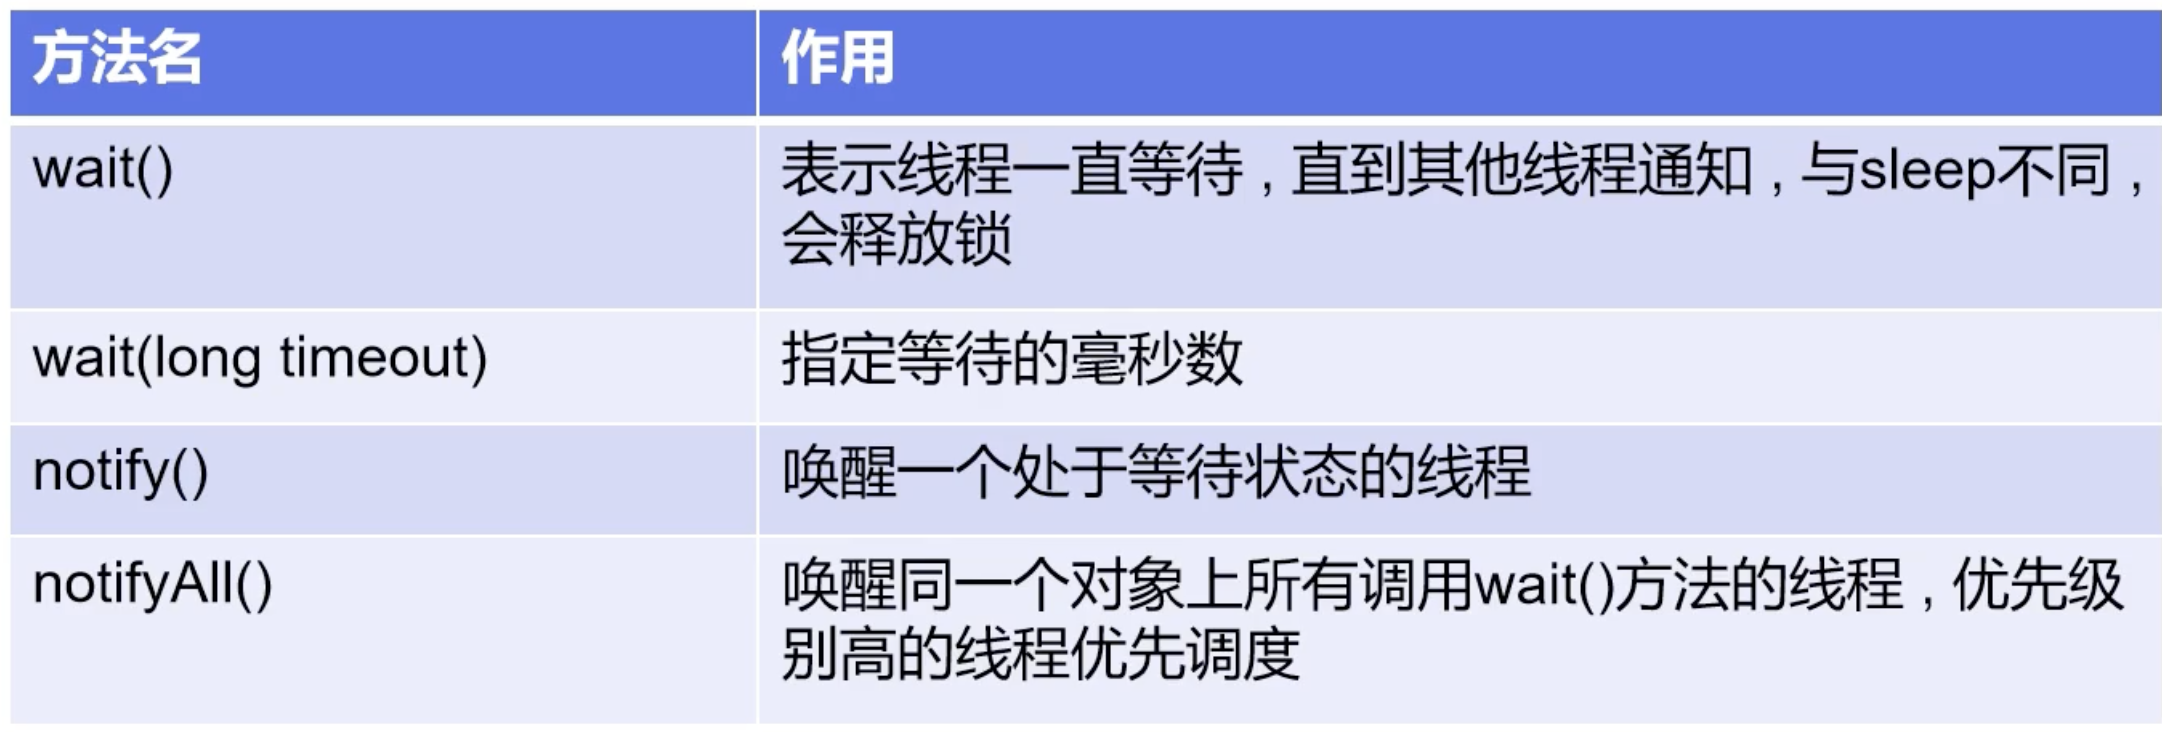 方法名
作用
wait()
表示线程一直等待，直到其他线程通知，与sleep不同，
会释放锁
wait(long timeout)
指定等待的毫秒数
notify()
唤醒一个处于等待状态的线程
notifyAll()
唤醒同一个对象上所有调用wait()方法的线程，优先级
别高的线程优先调度